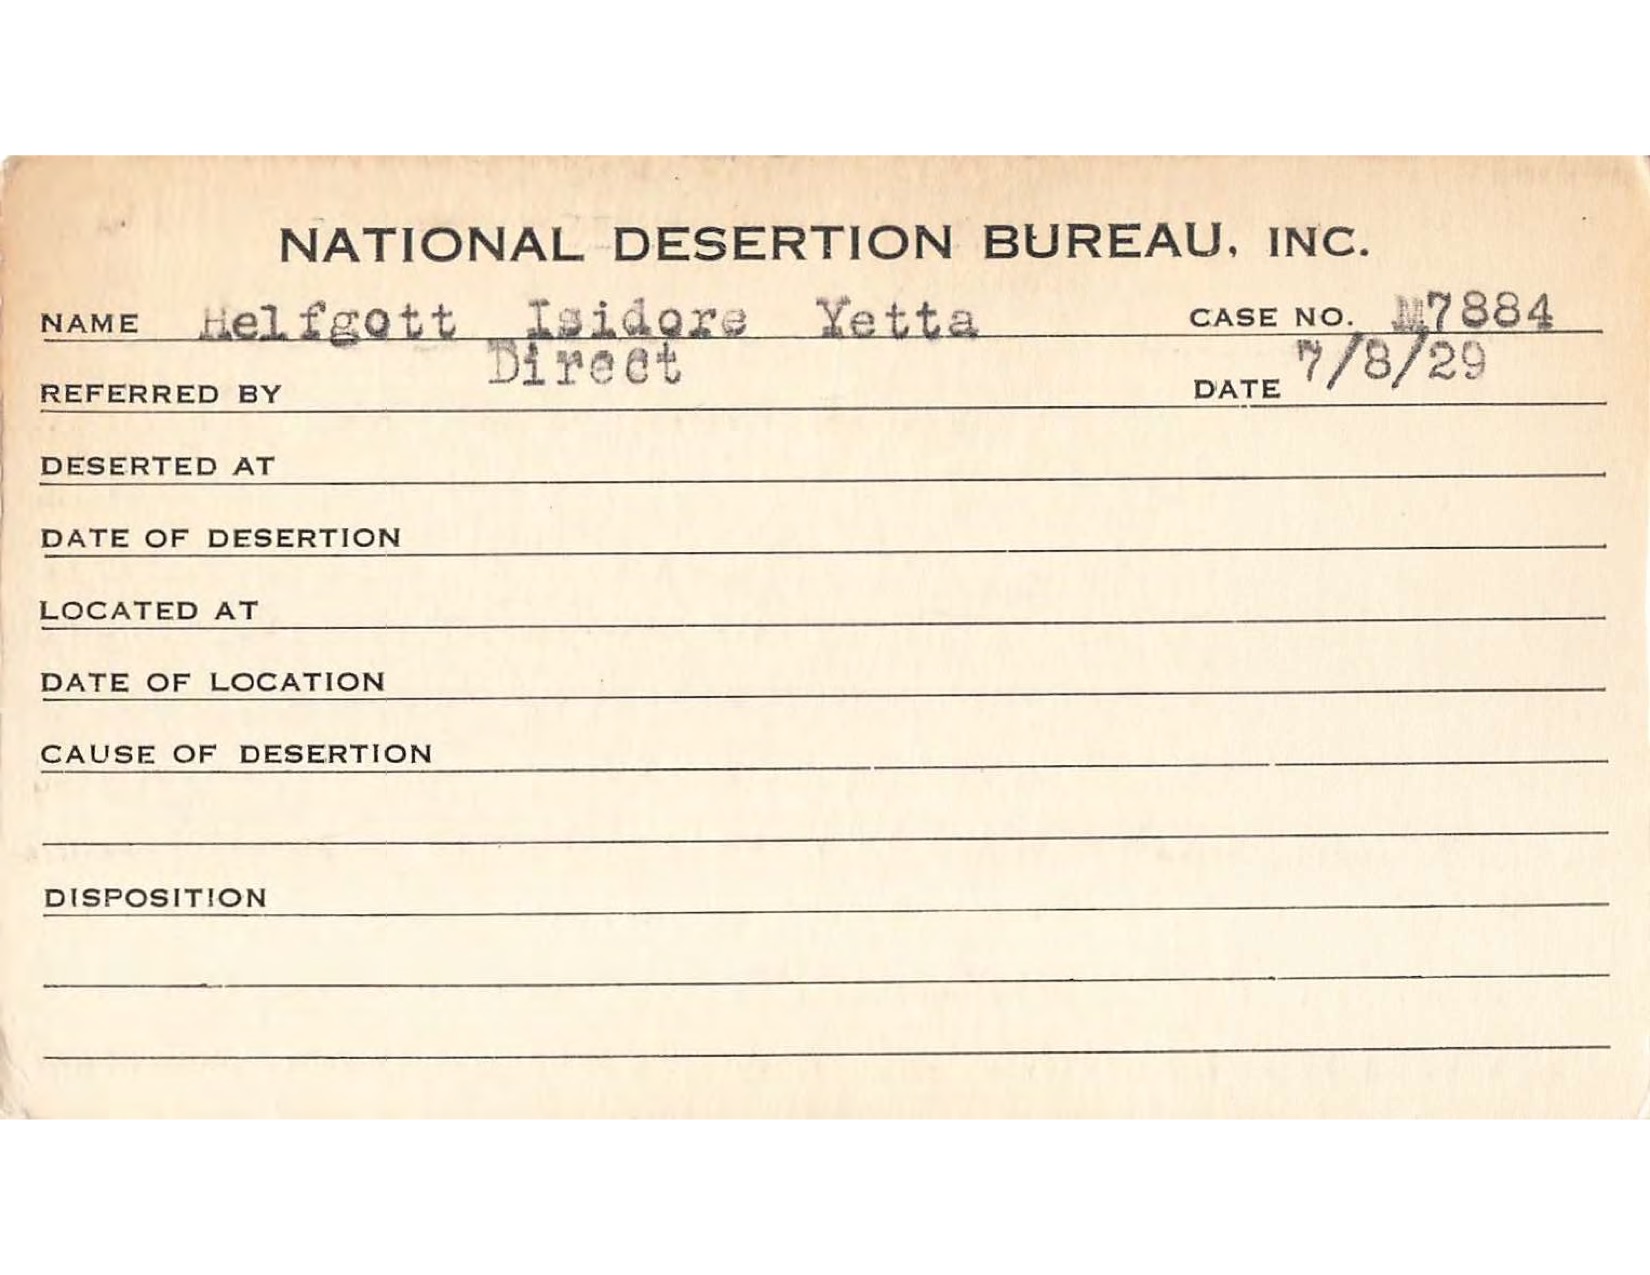 NATIONAL DESERTION BUREAU, INC.
NAME Helfgott Isidore Yetta CASE NO. M7884
REFERRED BY Direct DATE 7/8/29
DESERTED AT
DATE OF DESERTION
LOCATED AT
DATE OF LOCATION
CAUSE OF DESERTION
DISPOSITION